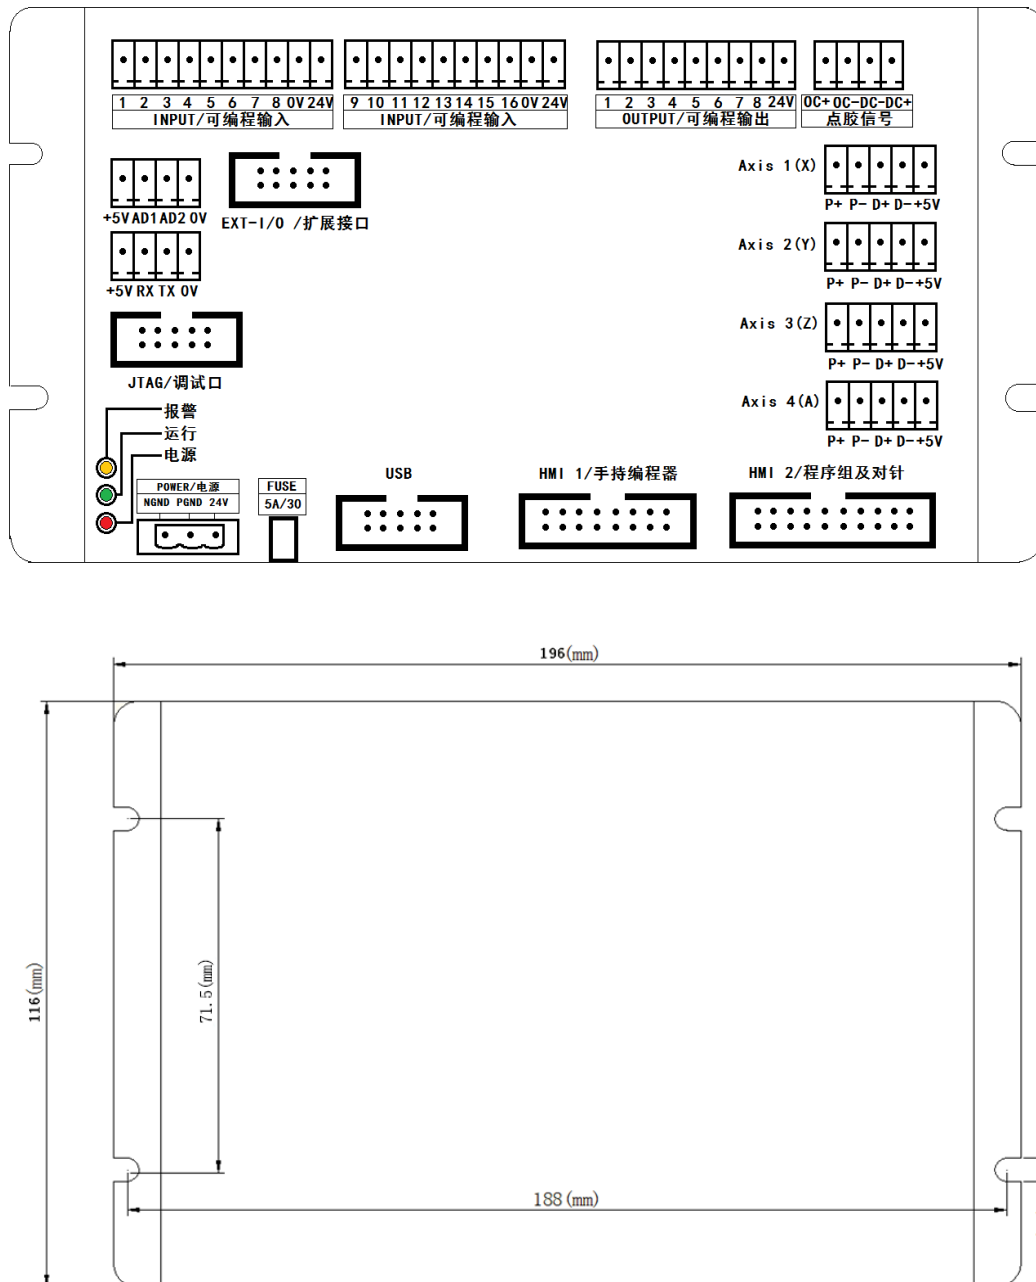 1 2 3 4 5 6 7 8 0V 24V
INPUT/可编程输入
9 10 11 12 13 14 15 16 0V 24V
INPUT/可编程输入
1 2 3 4 5 6 7 8 24V
OUTPUT/可编程输出
OC+ OC- DC- DC+
点胶信号
+5V AD1 AD2 0V
EXT-I/O /扩展接口
Axis 1(X)
P+ P- D+ D- +5V
+5V RX TX 0V
Axis 2(Y)
P+ P- D+ D- +5V
JTAG/调试口
Axis 3(Z)
P+ P- D+ D- +5V
Axis 4(A)
P+ P- D+ D- +5V
报警
运行
电源
POWER/电源
NGND PGND 24V
FUSE
5A/30
USB
HMI 1/手持编程器
HMI 2/程序组及对针
196(mm)
116(mm)
71.5(mm)
188(mm)